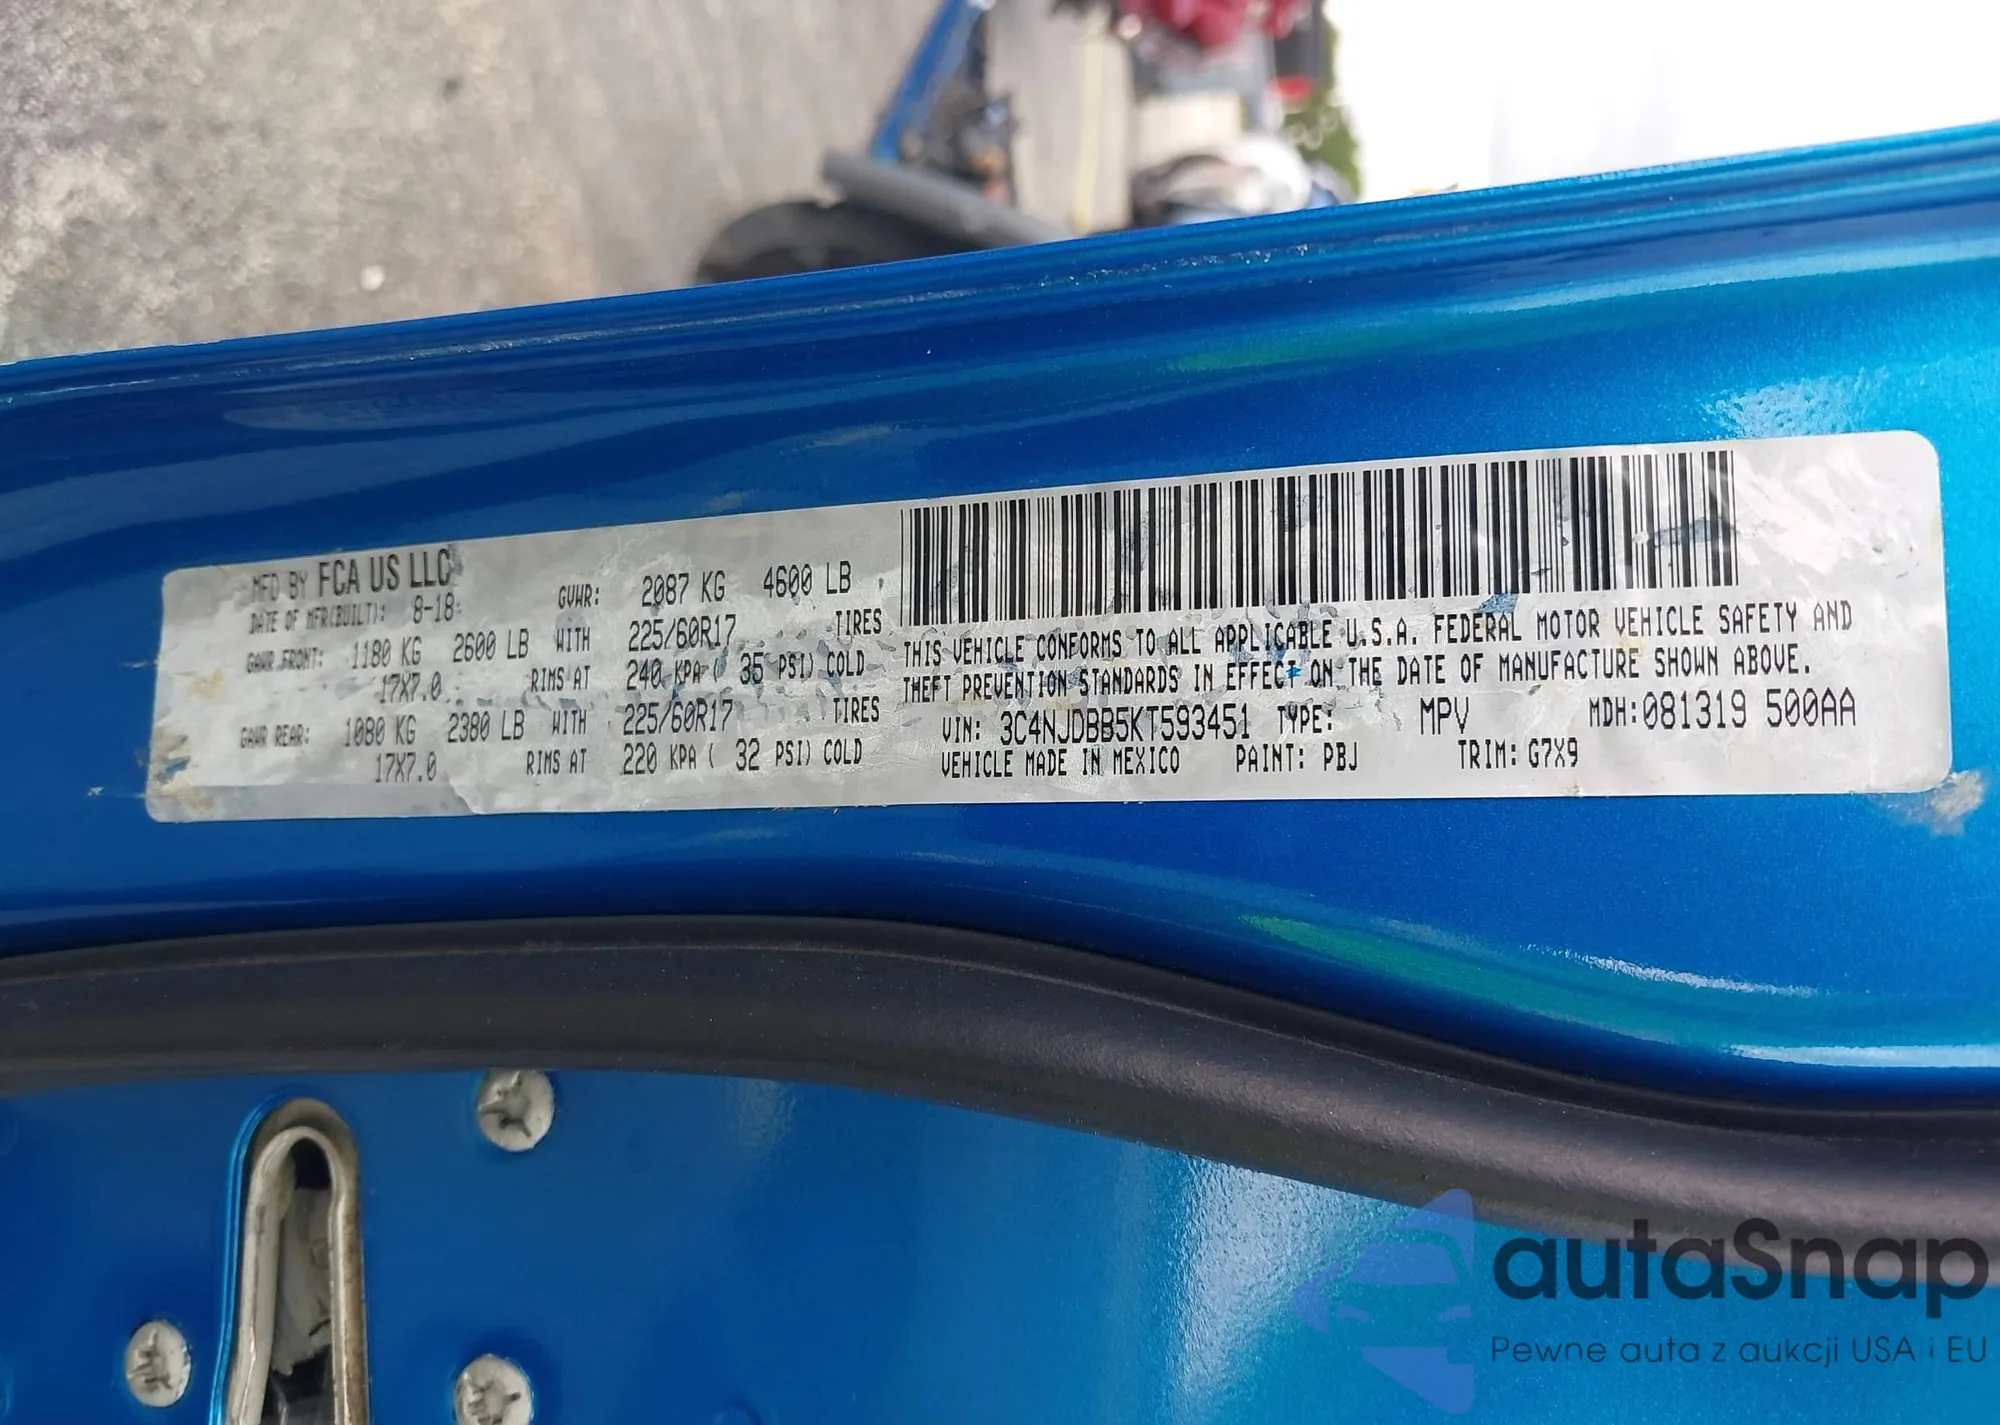 MFD BY FCA US LLC
DATE OF MFR(BUILT): 8-18
GVWR: 2087 KG 4600 LB
GAWR FRONT: 1180 KG 2600 LB WITH 225/60R17 TIRES
17X7.0 RIMS AT 240 KPA ( 35 PSI) COLD
GAWR REAR: 1080 KG 2380 LB WITH 225/60R17 TIRES
17X7.0 RIMS AT 220 KPA ( 32 PSI) COLD
THIS VEHICLE CONFORMS TO ALL APPLICABLE U.S.A. FEDERAL MOTOR VEHICLE SAFETY AND
THEFT PREVENTION STANDARDS IN EFFECT ON THE DATE OF MANUFACTURE SHOWN ABOVE.
VIN: 3C4NJDBB5KT593451 TYPE: MPV MDH:081319 500AA
VEHICLE MADE IN MEXICO PAINT: PBJ TRIM: G7X9
autaSnap
Pewne auta z aukcji USA i EU